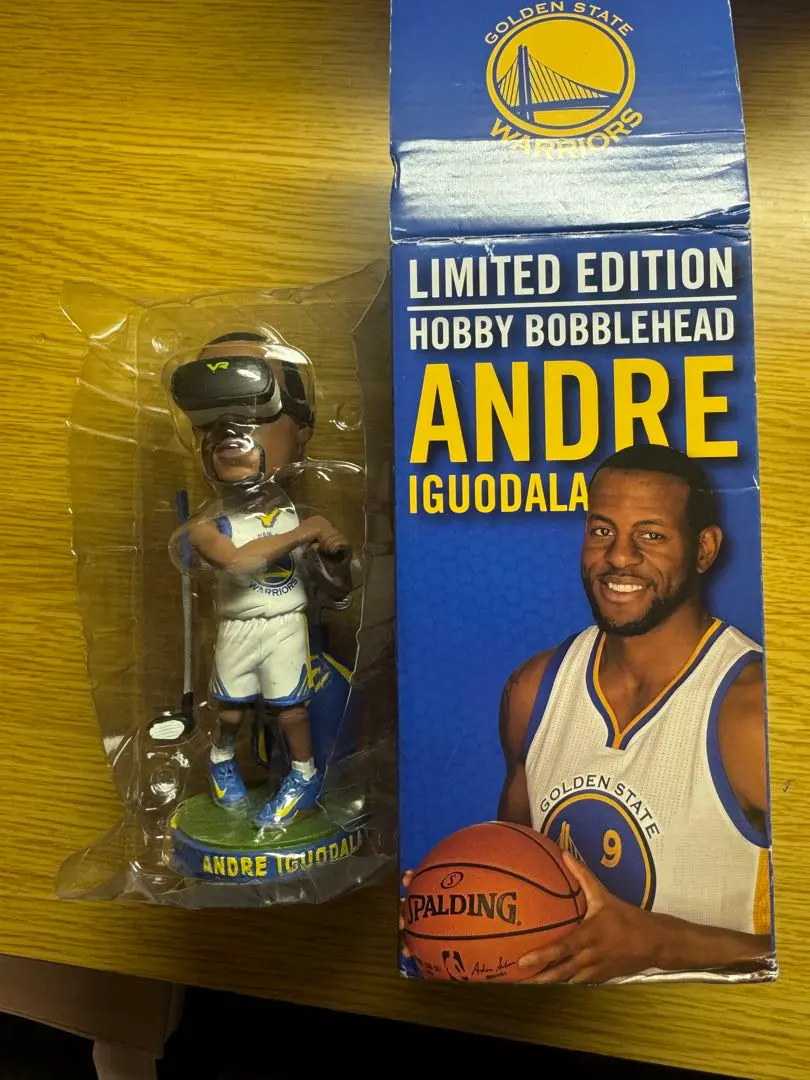 GOLDEN STATE
WARRIORS
LIMITED EDITION
HOBBY BOBBLEHEAD
ANDRE
IGUODALA
VR
WARRIORS
ANDRE IGUODALA
GOLDEN STATE
9
SPALDING